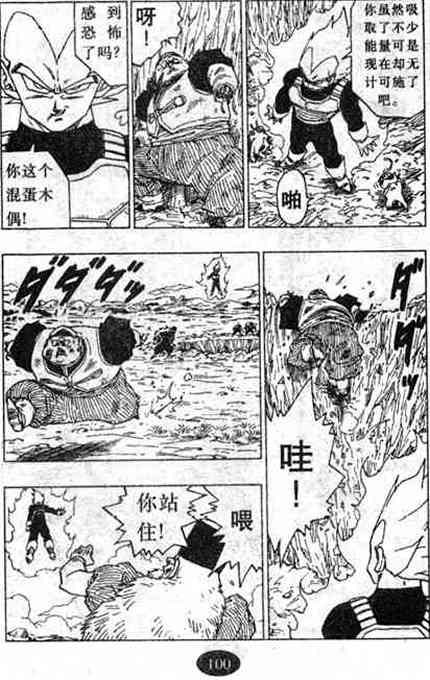 你虽然吸
取了不少
能量可是
现在却无
计可施了
吧。
啪
呀！
感到
恐怖
了吗?
你这个
混蛋木
偶!
ダダッ
哇！
ダダダッ
喂
你站
住!
100